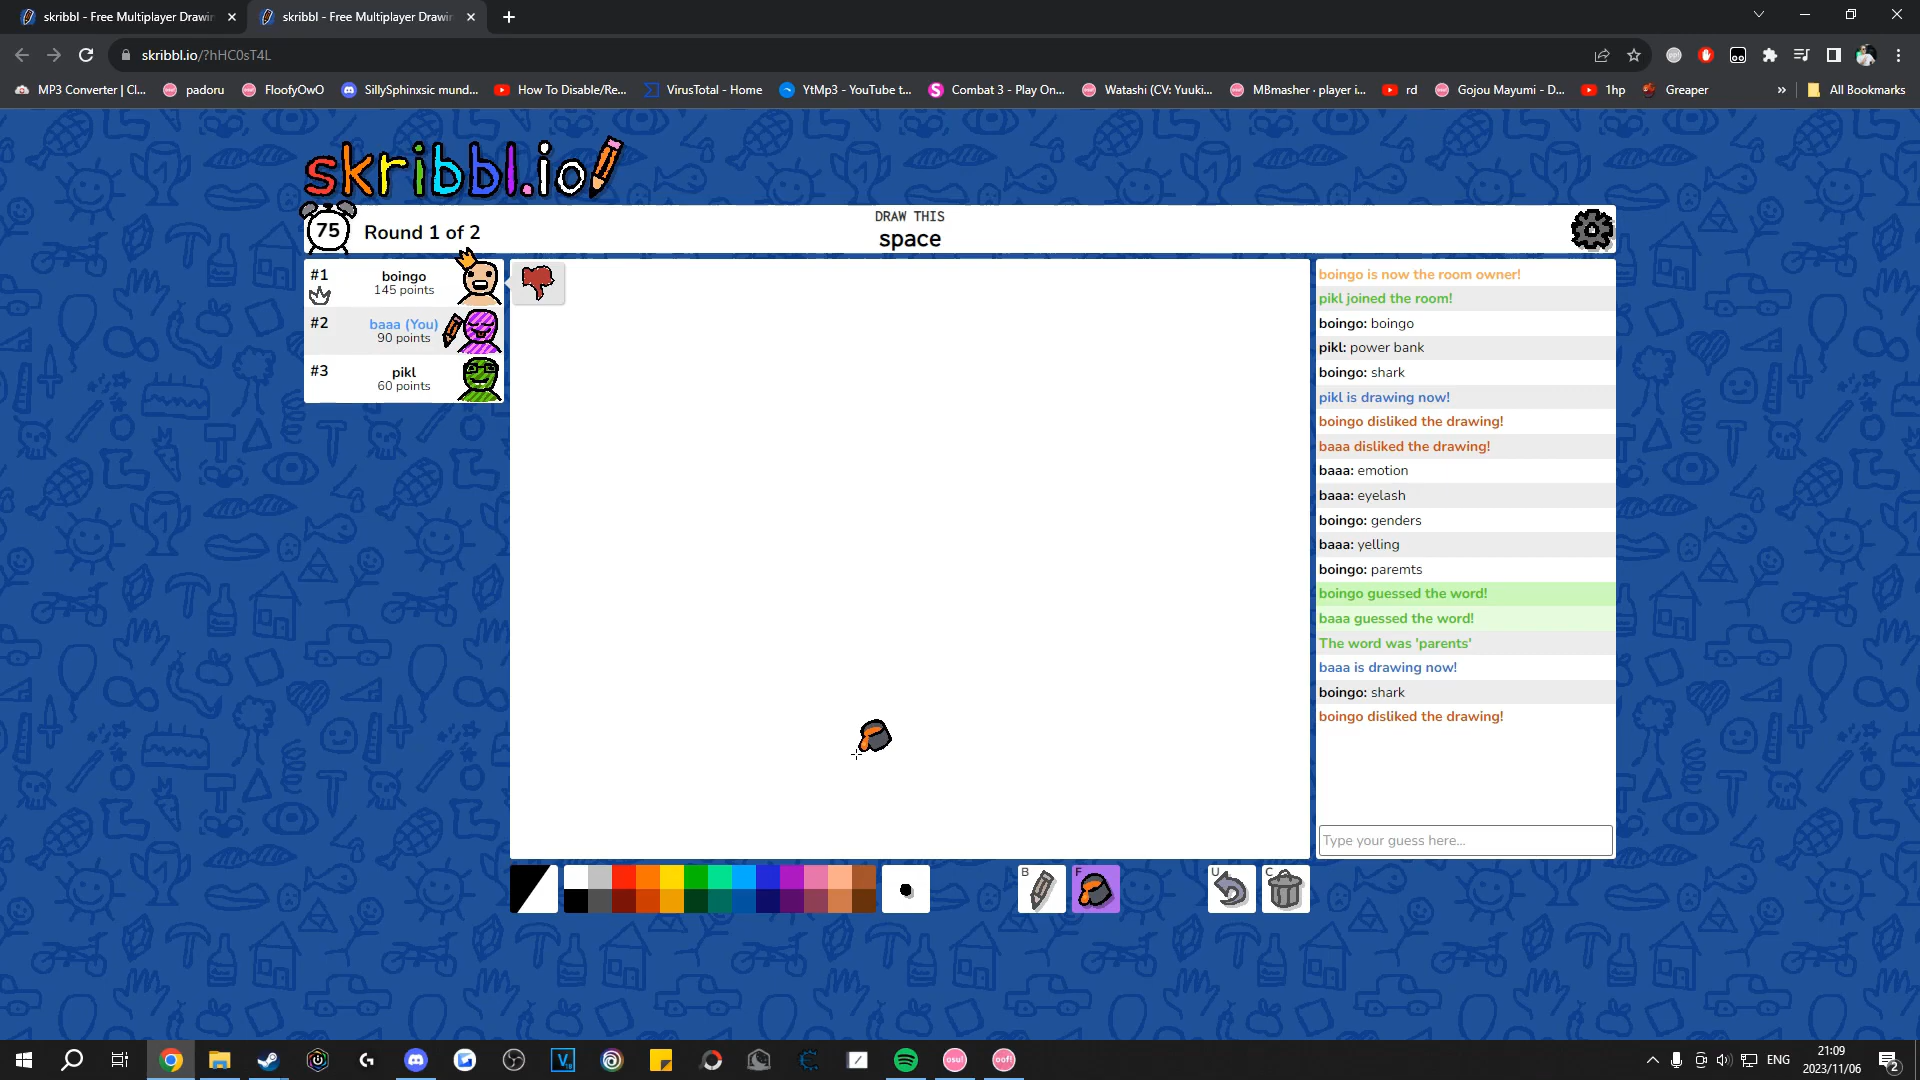 skribbl - Free Multiplayer Drawin
skribbl - Free Multiplayer Drawin
skribbl.io/?hHC0sT4L
MP3 Converter | Cl...
padoru
FloofyOwO
SillySphinxsic mund...
How To Disable/Re...
VirusTotal - Home
YtMp3 - YouTube t...
Combat 3 - Play On...
Watashi (CV: Yuuki...
MBmasher · player i...
rd
Gojou Mayumi - D...
1hp
Greaper
»
All Bookmarks
skribbl.io
75
Round 1 of 2
DRAW THIS
space
#1
boingo
145 points
#2
baaa (You)
90 points
#3
pikl
60 points
boingo is now the room owner!
pikl joined the room!
boingo: boingo
pikl: power bank
boingo: shark
pikl is drawing now!
boingo disliked the drawing!
baaa disliked the drawing!
baaa: emotion
baaa: eyelash
boingo: genders
baaa: yelling
boingo: paremts
boingo guessed the word!
baaa guessed the word!
The word was 'parents'
baaa is drawing now!
boingo: shark
boingo disliked the drawing!
Type your guess here...
B
F
U
C
osu!
oof!
ENG
21:09
2023/11/06
2